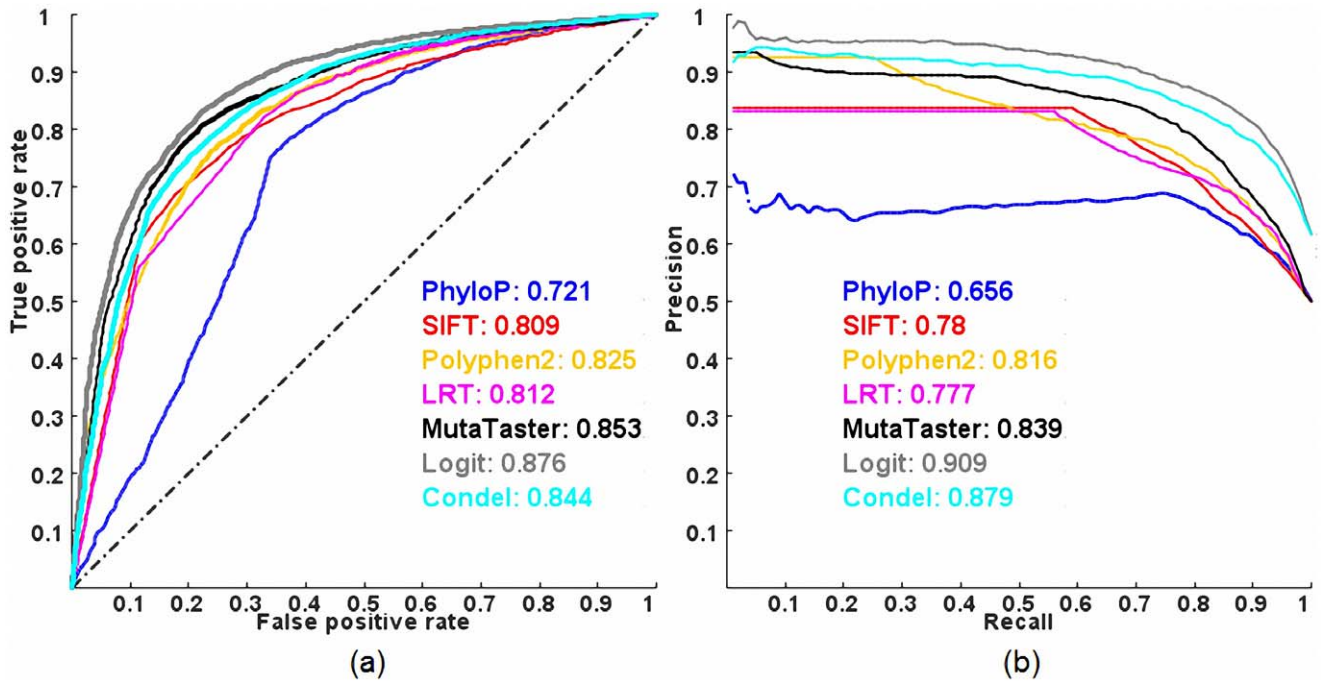 1
0.9
0.8
0.7
0.6
0.5
0.4
0.3
0.2
0.1
True positive rate
PhyloP: 0.721
SIFT: 0.809
Polyphen2: 0.825
LRT: 0.812
MutaTaster: 0.853
Logit: 0.876
Condel: 0.844
0.1 0.2 0.3 0.4 0.5 0.6 0.7 0.8 0.9 1
False positive rate
(a)
1
0.9
0.8
0.7
0.6
0.5
0.4
0.3
0.2
0.1
Precision
PhyloP: 0.656
SIFT: 0.78
Polyphen2: 0.816
LRT: 0.777
MutaTaster: 0.839
Logit: 0.909
Condel: 0.879
0.1 0.2 0.3 0.4 0.5 0.6 0.7 0.8 0.9 1
Recall
(b)